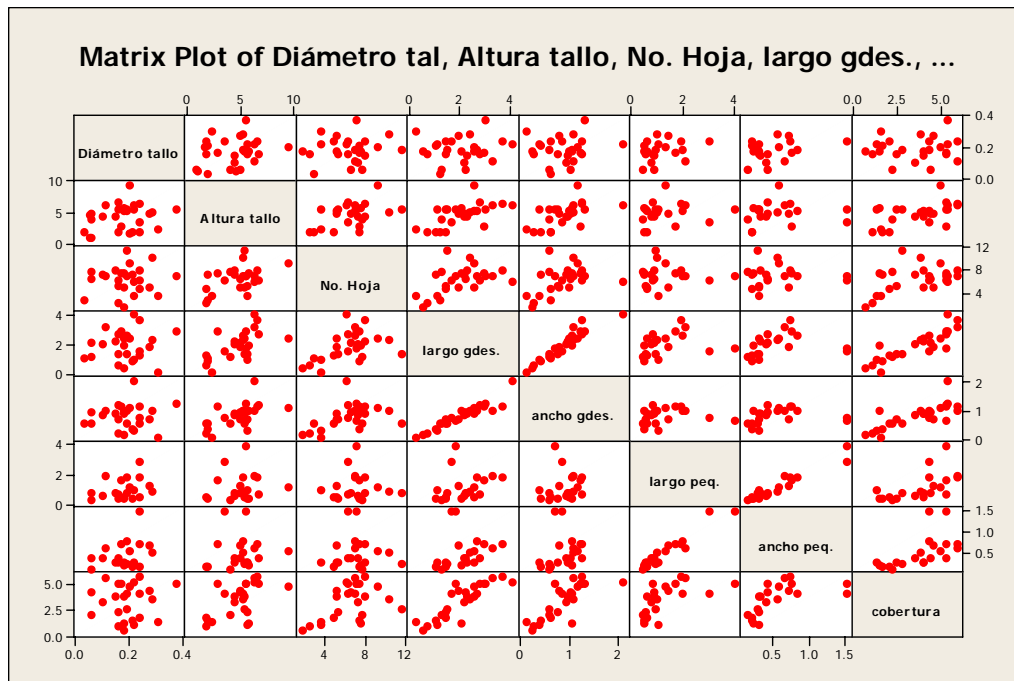 Matrix Plot of Diámetro tal, Altura tallo, No. Hoja, largo gdes., ...
0 5 10 0 2 4 0 2 4 0.0 2.5 5.0
Diámetro tallo
0.4
0.2
0.0
10
5
0
Altura tallo
No. Hoja
12
8
4
4
2
0
largo gdes.
ancho gdes.
2
1
0
4
2
0
largo peq.
ancho peq.
1.5
1.0
0.5
5.0
2.5
0.0
cobertura
0.0 0.2 0.4 4 8 12 0 1 2 0.5 1.0 1.5